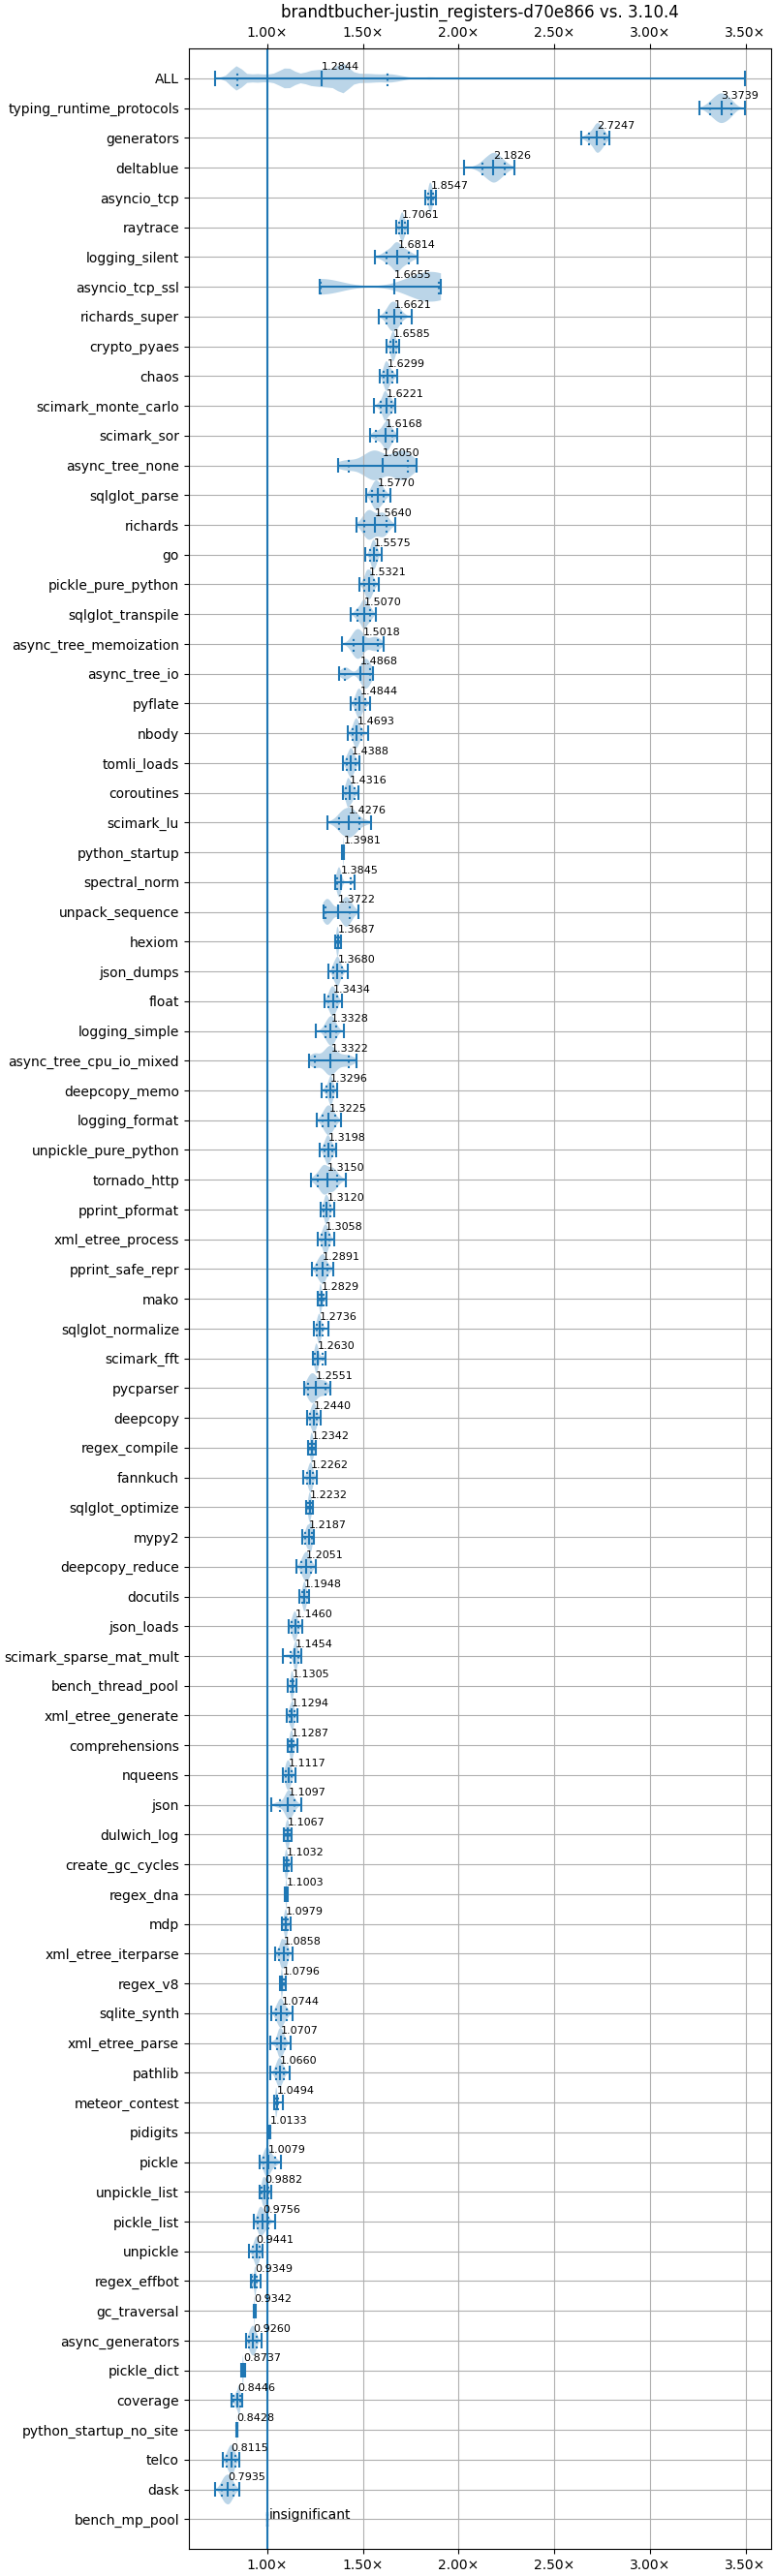 brandtbucher-justin_registers-d70e866 vs. 3.10.4
1.00× 1.50× 2.00× 2.50× 3.00× 3.50×
ALL 1.2844
typing_runtime_protocols 3.3739
generators 2.7247
deltablue 2.1826
asyncio_tcp 1.8547
raytrace 1.7061
logging_silent 1.6814
asyncio_tcp_ssl 1.6655
richards_super 1.6621
crypto_pyaes 1.6585
chaos 1.6299
scimark_monte_carlo 1.6221
scimark_sor 1.6168
async_tree_none 1.6050
sqlglot_parse 1.5770
richards 1.5640
go 1.5575
pickle_pure_python 1.5321
sqlglot_transpile 1.5070
async_tree_memoization 1.5018
async_tree_io 1.4868
pyflate 1.4844
nbody 1.4693
tomli_loads 1.4388
coroutines 1.4316
scimark_lu 1.4276
python_startup 1.3981
spectral_norm 1.3845
unpack_sequence 1.3722
hexiom 1.3687
json_dumps 1.3680
float 1.3434
logging_simple 1.3328
async_tree_cpu_io_mixed 1.3322
deepcopy_memo 1.3296
logging_format 1.3225
unpickle_pure_python 1.3198
tornado_http 1.3150
pprint_pformat 1.3120
xml_etree_process 1.3058
pprint_safe_repr 1.2891
mako 1.2829
sqlglot_normalize 1.2736
scimark_fft 1.2630
pycparser 1.2551
deepcopy 1.2440
regex_compile 1.2342
fannkuch 1.2262
sqlglot_optimize 1.2232
mypy2 1.2187
deepcopy_reduce 1.2051
docutils 1.1948
json_loads 1.1460
scimark_sparse_mat_mult 1.1454
bench_thread_pool 1.1305
xml_etree_generate 1.1294
comprehensions 1.1287
nqueens 1.1117
json 1.1097
dulwich_log 1.1067
create_gc_cycles 1.1032
regex_dna 1.1003
mdp 1.0979
xml_etree_iterparse 1.0858
regex_v8 1.0796
sqlite_synth 1.0744
xml_etree_parse 1.0707
pathlib 1.0660
meteor_contest 1.0494
pidigits 1.0133
pickle 1.0079
unpickle_list 0.9882
pickle_list 0.9756
unpickle 0.9441
regex_effbot 0.9349
gc_traversal 0.9342
async_generators 0.9260
pickle_dict 0.8737
coverage 0.8446
python_startup_no_site 0.8428
telco 0.8115
dask 0.7935
bench_mp_pool insignificant
1.00× 1.50× 2.00× 2.50× 3.00× 3.50×